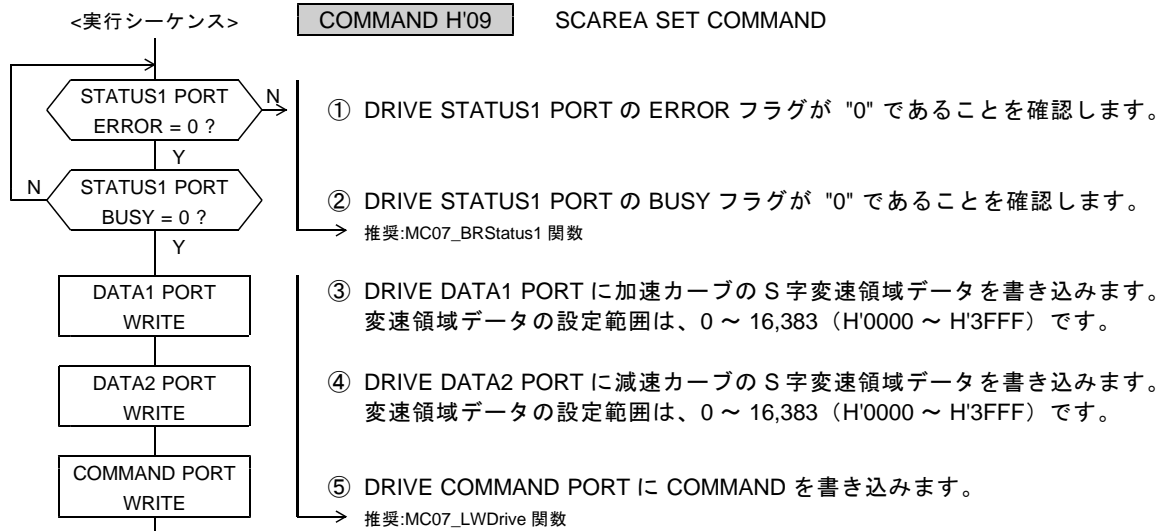 <実行シーケンス> COMMAND H'09 SCAREA SET COMMAND
STATUS1 PORT
ERROR = 0 ?
N
Y
① DRIVE STATUS1 PORT の ERROR フラグが "0" であることを確認します。
N
STATUS1 PORT
BUSY = 0 ?
Y
② DRIVE STATUS1 PORT の BUSY フラグが "0" であることを確認します。
推奨:MC07_BRStatus1 関数
DATA1 PORT
WRITE
③ DRIVE DATA1 PORT に加速カーブの S 字変速領域データを書き込みます。
変速領域データの設定範囲は、0 ~ 16,383（H'0000 ~ H'3FFF）です。
DATA2 PORT
WRITE
④ DRIVE DATA2 PORT に減速カーブの S 字変速領域データを書き込みます。
変速領域データの設定範囲は、0 ~ 16,383（H'0000 ~ H'3FFF）です。
COMMAND PORT
WRITE
⑤ DRIVE COMMAND PORT に COMMAND を書き込みます。
推奨:MC07_LWDrive 関数